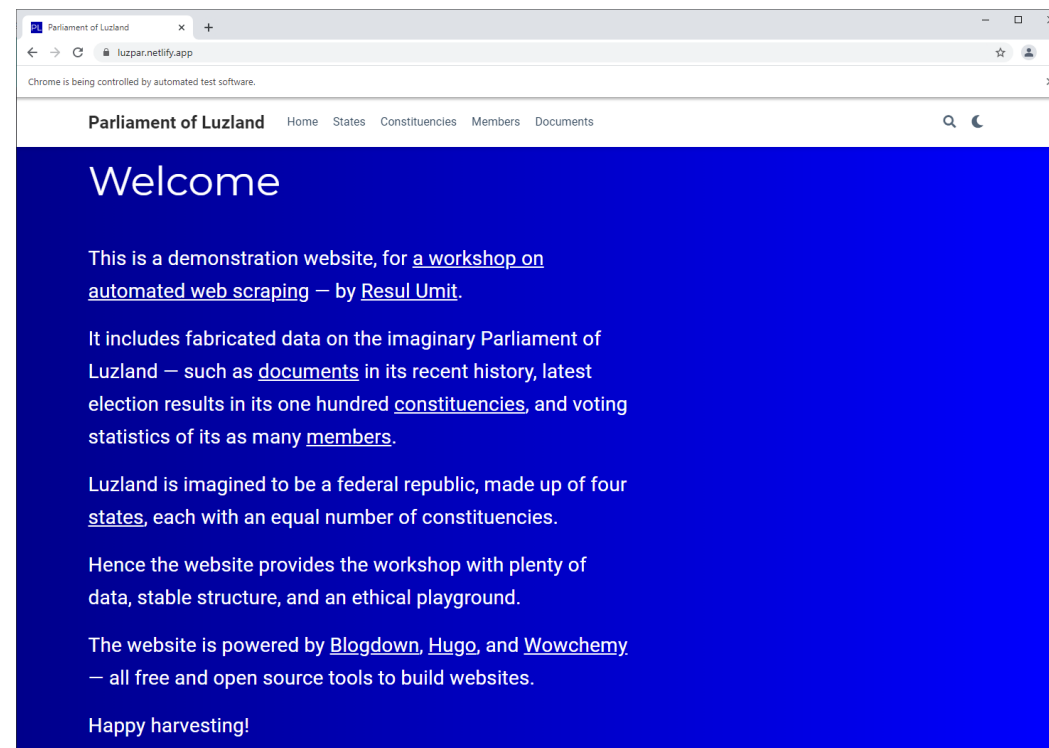 PL Parliament of Luzland
luzpar.netlify.app
Chrome is being controlled by automated test software.
Parliament of Luzland Home States Constituencies Members Documents
Welcome
This is a demonstration website, for a workshop on
automated web scraping — by Resul Umit.
It includes fabricated data on the imaginary Parliament of
Luzland — such as documents in its recent history, latest
election results in its one hundred constituencies, and voting
statistics of its as many members.
Luzland is imagined to be a federal republic, made up of four
states, each with an equal number of constituencies.
Hence the website provides the workshop with plenty of
data, stable structure, and an ethical playground.
The website is powered by Blogdown, Hugo, and Wowchemy
— all free and open source tools to build websites.
Happy harvesting!